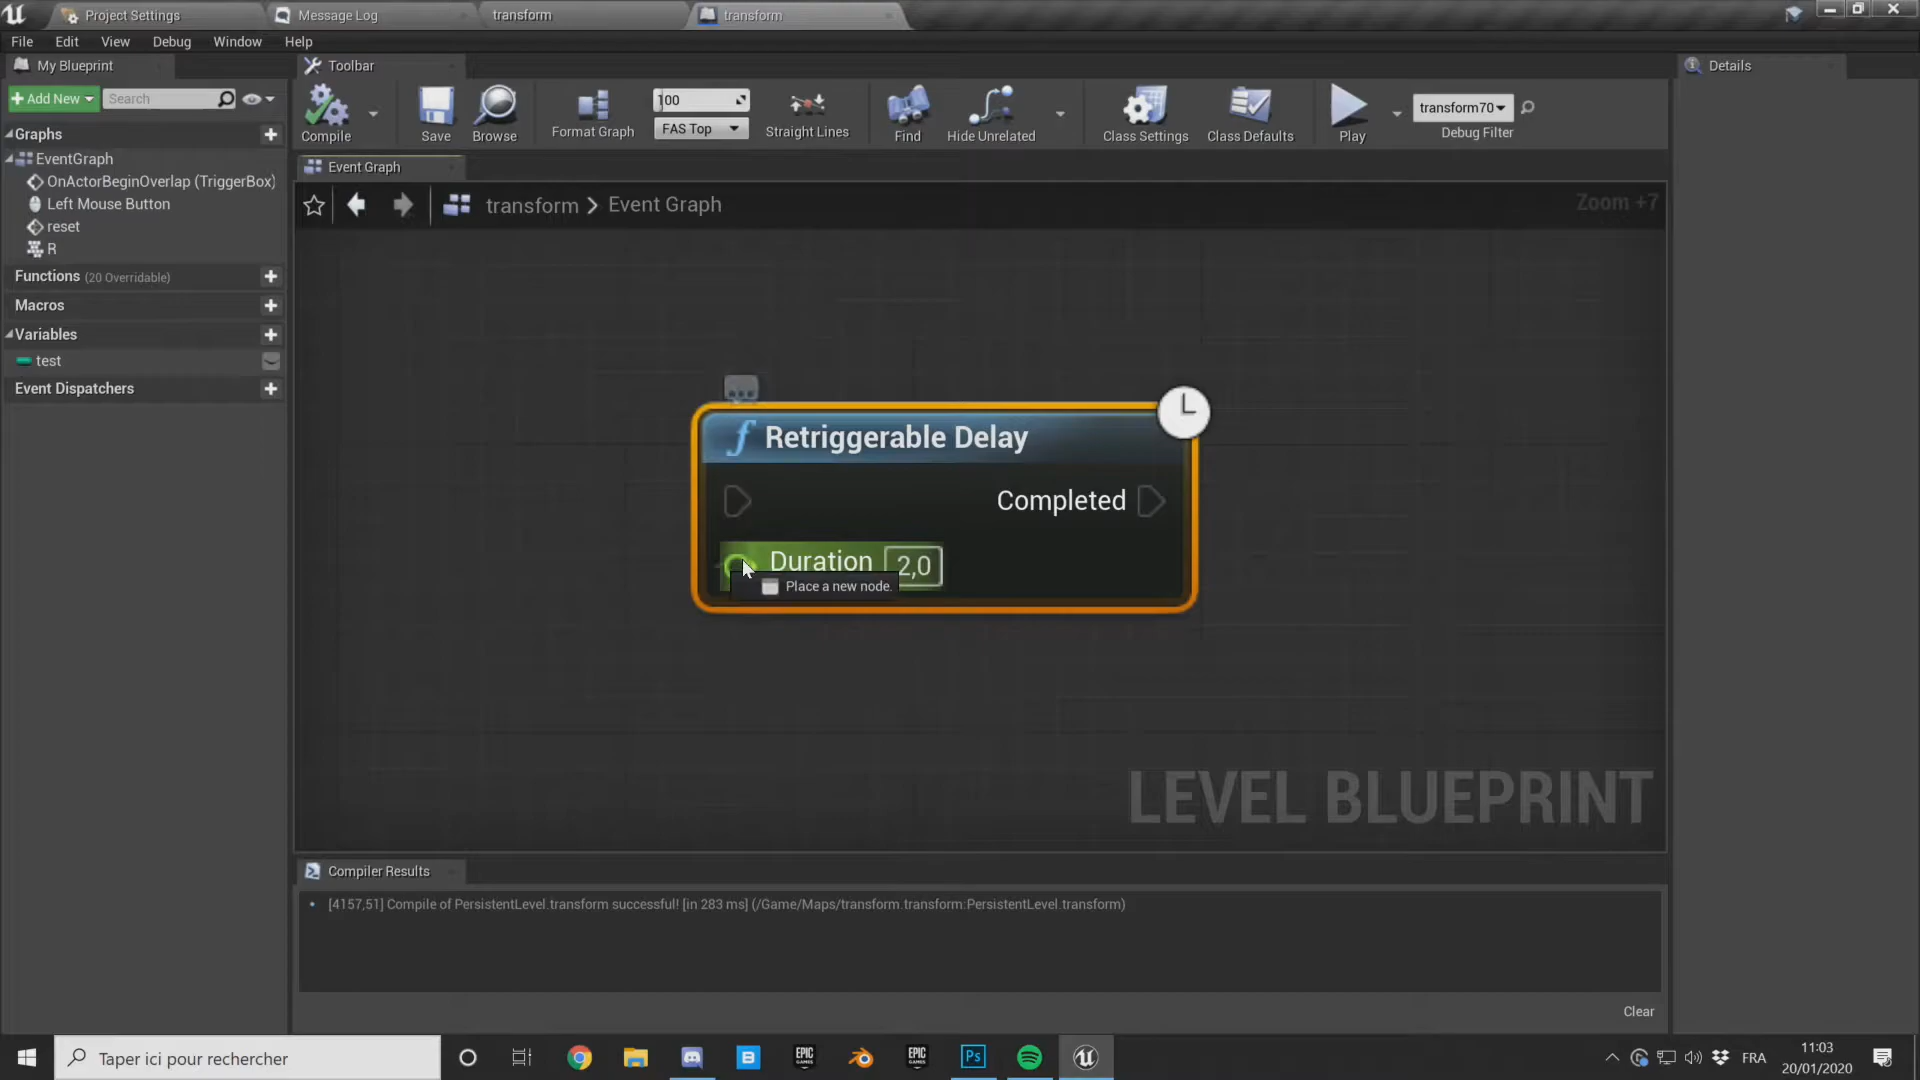 Project Settings
Message Log
transform
transform
File Edit View Debug Window Help
My Blueprint
Toolbar
Details
Add New
Search
Compile
Save
Browse
Format Graph
100
FAS Top
Straight Lines
Find
Hide Unrelated
Class Settings
Class Defaults
Play
transform70
Debug Filter
Graphs
EventGraph
OnActorBeginOverlap (TriggerBox)
Left Mouse Button
reset
R
Functions (20 Overridable)
Macros
Variables
test
Event Dispatchers
Event Graph
transform > Event Graph
Zoom +7
Retriggerable Delay
Completed
Duration 2,0
Place a new node.
LEVEL BLUEPRINT
Compiler Results
[4157,51] Compile of PersistentLevel.transform successful! [in 283 ms] (/Game/Maps/transform.transform:PersistentLevel.transform)
Clear
Taper ici pour rechercher
EPIC GAMES
Ps
EPIC GAMES
FRA
11:03
20/01/2020